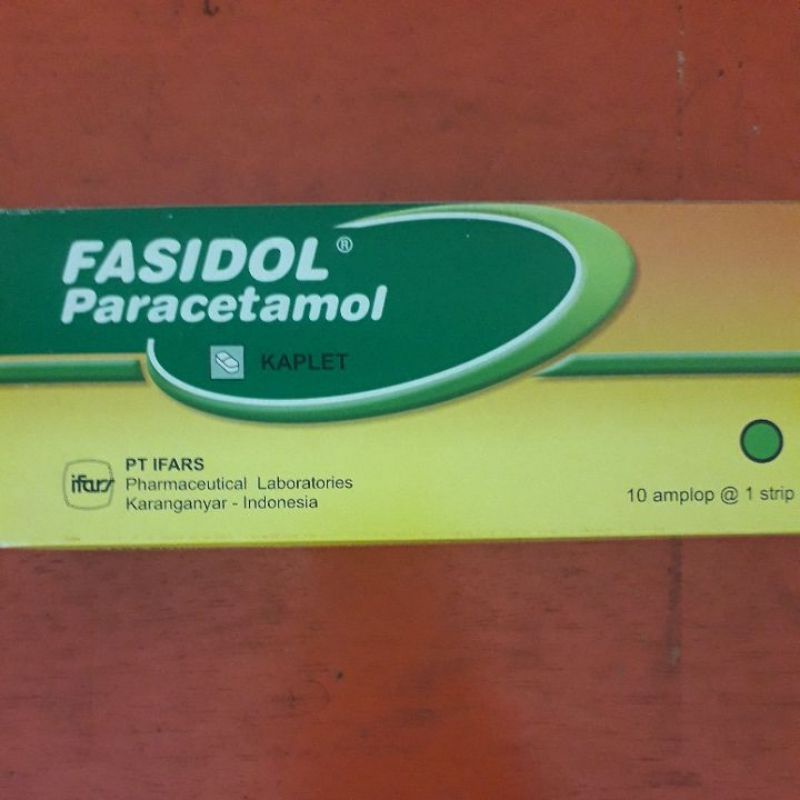 FASIDOL®
Paracetamol
KAPLET
ifars
PT IFARS
Pharmaceutical Laboratories
Karanganyar - Indonesia
10 amplop @ 1 strip